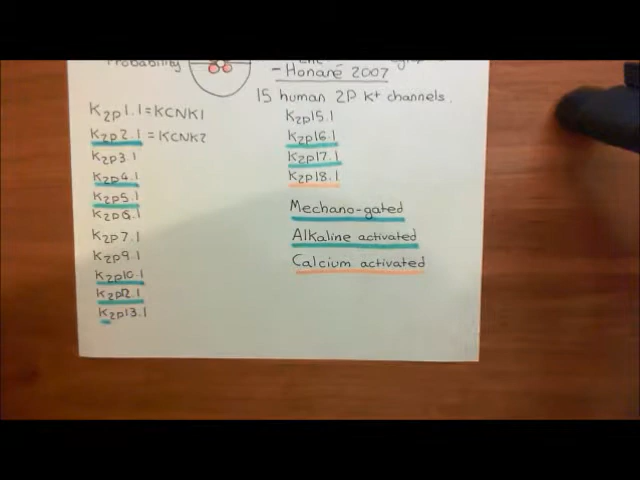 Probability
- Honoré 2007
15 human 2P K+ channels.
K2p1.1 = KCNK1
K2p2.1 = KCNK2
K2p3.1
K2p4.1
K2p5.1
K2p6.1
K2p7.1
K2p9.1
K2p10.1
K2p12.1
K2p13.1
K2p15.1
K2p16.1
K2p17.1
K2p18.1
Mechano-gated
Alkaline activated
Calcium activated